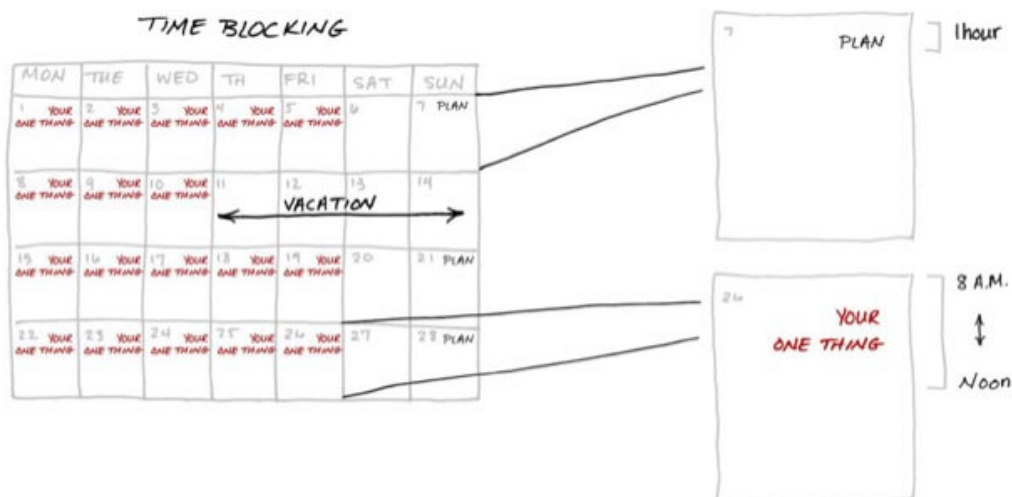 TIME BLOCKING
MON THE WED TH FRI SAT SUN
1 YOUR 2 YOUR 3 YOUR 4 YOUR 5 YOUR 6 7 PLAN
ONE THING ONE THING ONE THING ONE THING ONE THING
8 YOUR 9 YOUR 10 YOUR 11 12 13 14
ONE THING ONE THING ONE THING
VACATION
15 YOUR 16 YOUR 17 YOUR 18 YOUR 19 YOUR 20 21 PLAN
ONE THING ONE THING ONE THING ONE THING ONE THING
22 YOUR 23 YOUR 24 YOUR 25 YOUR 26 YOUR 27 28 PLAN
ONE THING ONE THING ONE THING ONE THING ONE THING
7 PLAN 1 hour
26 8 A.M.
YOUR
ONE THING
Noon